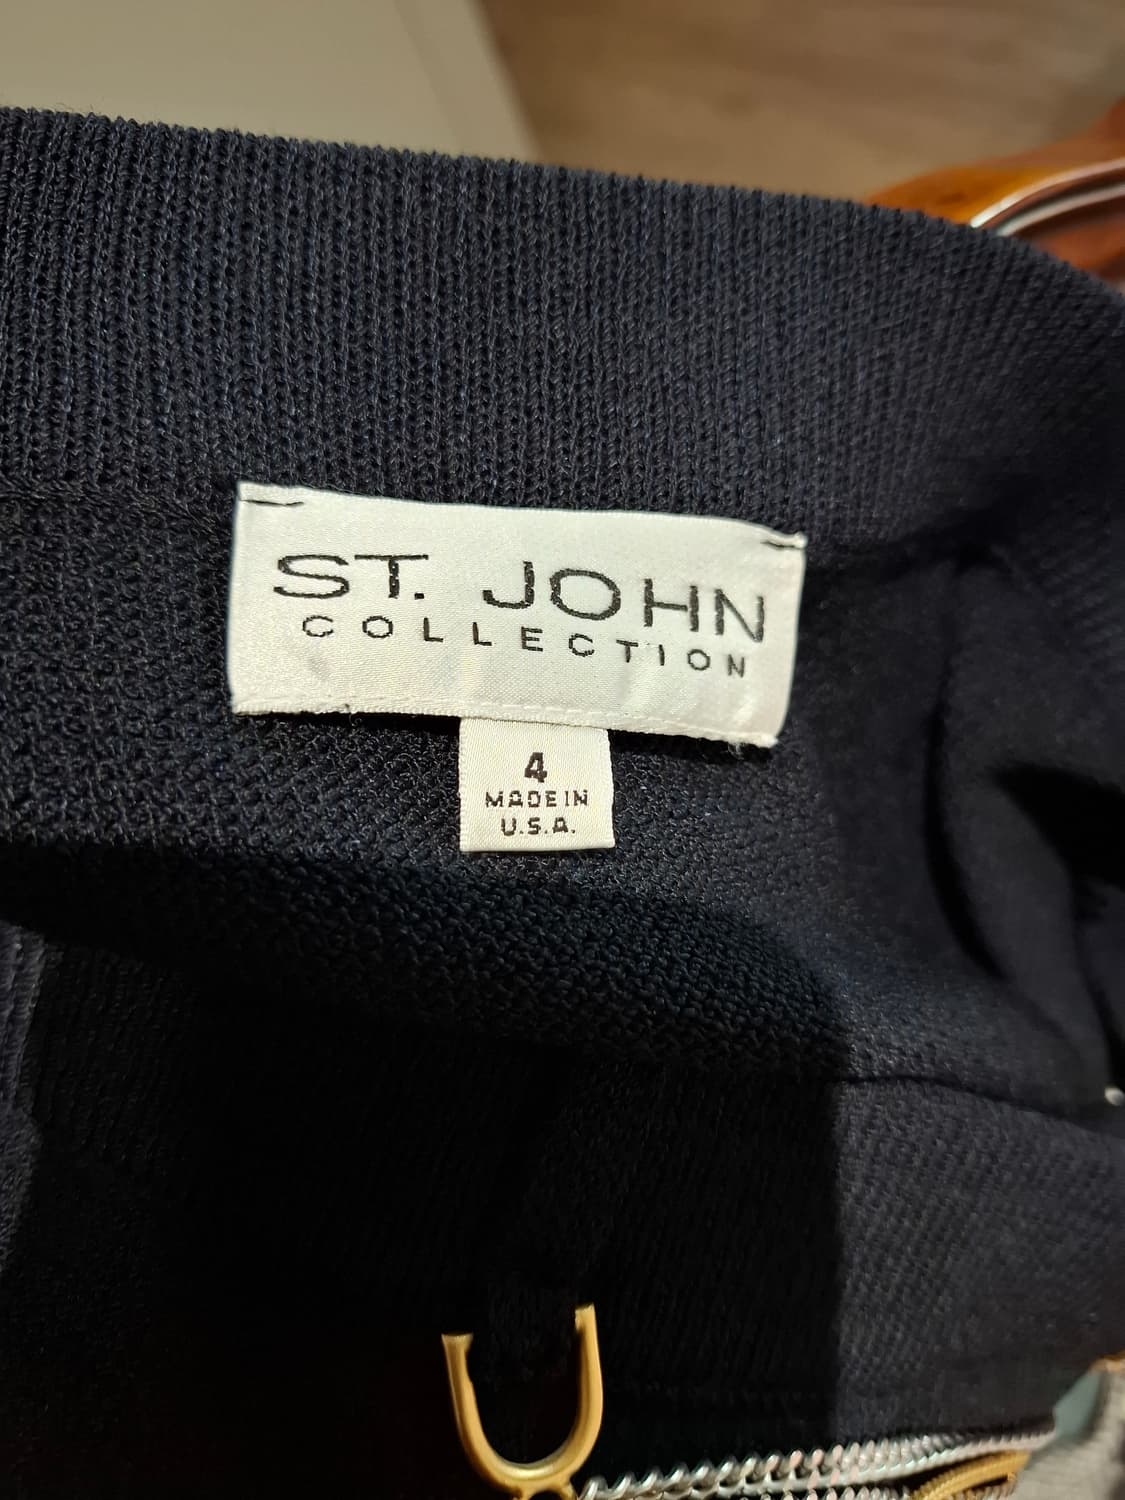 ST. JOHN
COLLECTION
4
MADE IN
U.S.A.